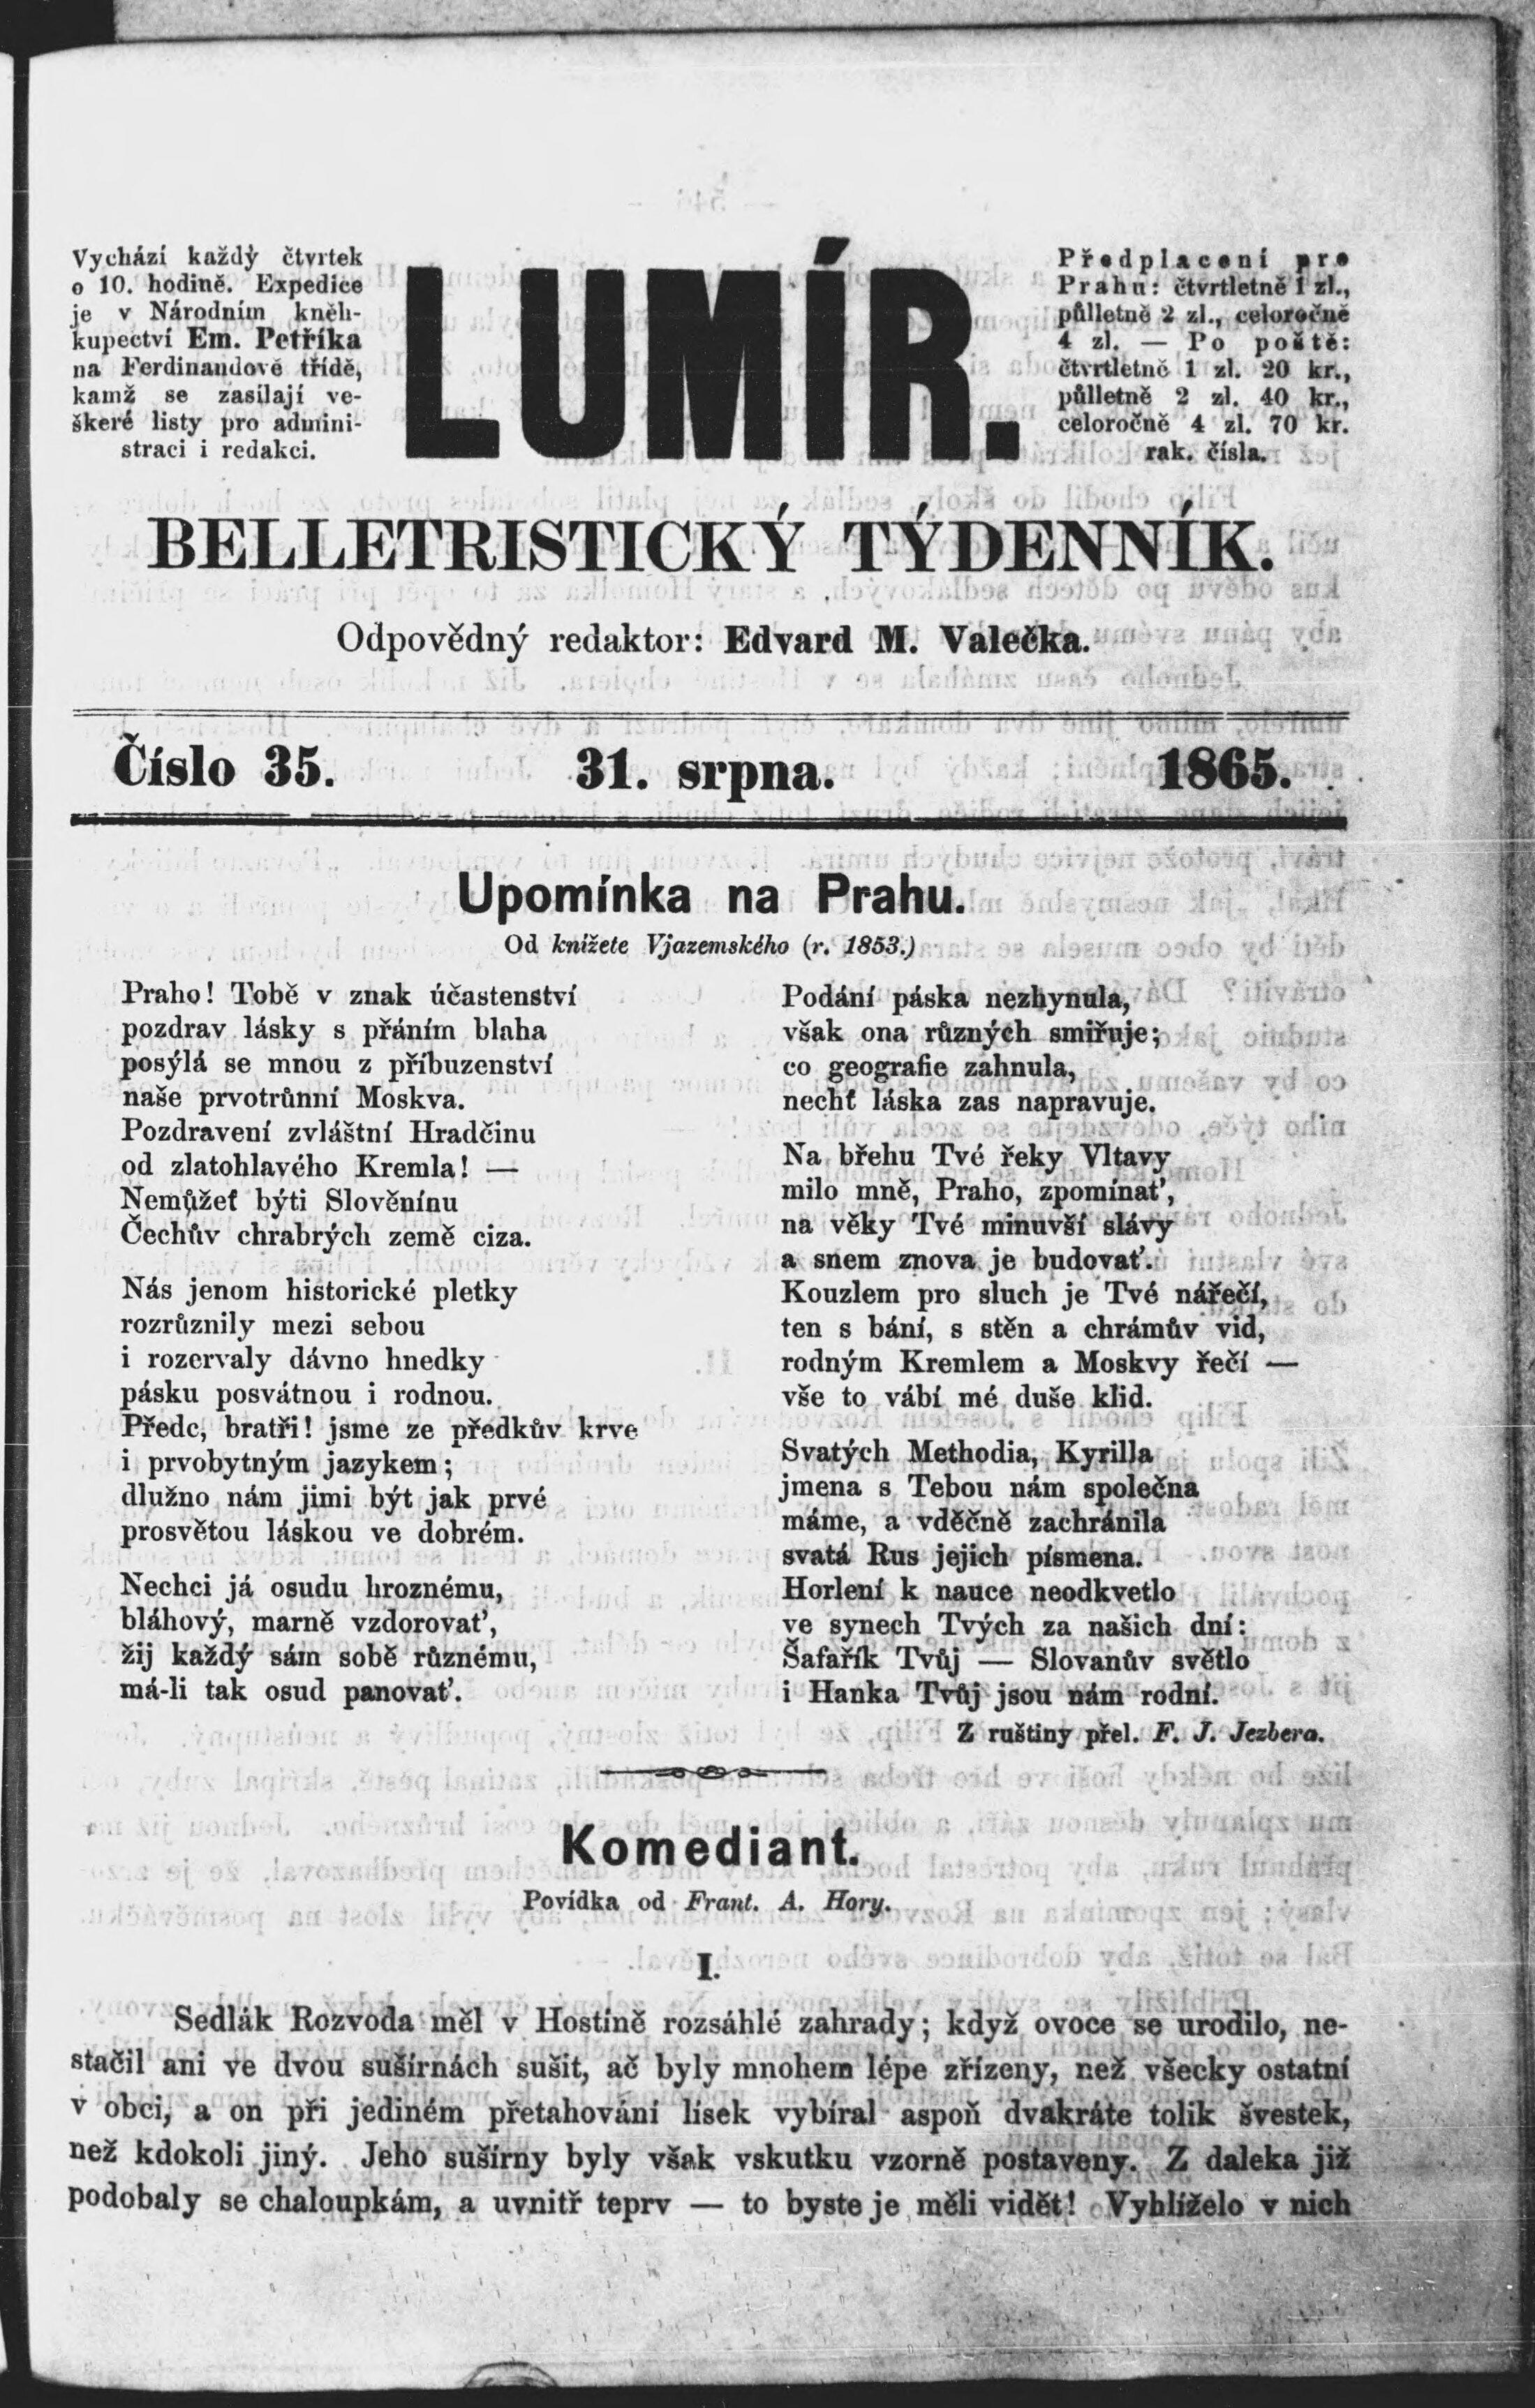 Vychází každý čtvrtek
o 10. hodině. Expedice
je v Národním kněh-
kupectví Em. Petříka
na Ferdinandově třídě,
kamž se zasílají ve-
škeré listy pro admini-
straci i redakci.
LUMÍR.
Předplacení pro
Prahu: čtvrtletně 1 zl.,
půlletně 2 zl., celoročně
4 zl. — Po poště:
čtvrtletně 1 zl. 20 kr.,
půlletně 2 zl. 40 kr.,
celoročně 4 zl. 70 kr.
rak. čísla.
BELLETRISTICKÝ TÝDENNÍK.
Odpovědný redaktor: Edvard M. Valečka.
Číslo 35. 31. srpna. 1865.
Upomínka na Prahu.
Od knížete Vjazemského (r. 1853.)
Praho! Tobě v znak účastenství
pozdrav lásky s přáním blaha
posýlá se mnou z příbuzenství
naše prvotrůnní Moskva.
Pozdravení zvláštní Hradčinu
od zlatohlavého Kremla! —
Nemůžeť býti Slověnínu
Čechův chrabrých země ciza.
Nás jenom historické pletky
rozrůznily mezi sebou
i rozervaly dávno hnedky
pásku posvátnou i rodnou.
Předc, bratři! jsme ze předkův krve
i prvobytným jazykem;
dlužno nám jimi být jak prvé
prosvětou láskou ve dobrém.
Nechci já osudu hroznému,
bláhový, marně vzdorovat',
žij každý sám sobě různému,
má-li tak osud panovat'.
Podání páska nezhynula,
však ona různých smiřuje;
co geografie zahnula,
nechť láska zas napravuje.
Na břehu Tvé řeky Vltavy
milo mně, Praho, zpomínat',
na věky Tvé minuvší slávy
a snem znova je budovat'.
Kouzlem pro sluch je Tvé nářečí,
ten s bání, s stěn a chrámův vid,
rodným Kremlem a Moskvy řečí —
vše to vábí mé duše klid.
Svatých Methodia, Kyrilla
jmena s Tebou nám společna
máme, a vděčně zachránila
svatá Rus jejich písmena.
Horlení k nauce neodkvetlo
ve synech Tvých za našich dní:
Šafařík Tvůj — Slovanův světlo
i Hanka Tvůj jsou nám rodní.
Z ruštiny přel. F. J. Jezbera.
Komediant.
Povídka od Frant. A. Hory.
I.
Sedlák Rozvoda měl v Hostíně rozsáhlé zahrady; když ovoce se urodilo, ne-
stačil ani ve dvou sušírnách sušit, ač byly mnohem lépe zřízeny, než všecky ostatní
v obci, a on při jediném přetahování lísek vybíral aspoň dvakráte tolik švestek,
než kdokoli jiný. Jeho sušírny byly však vskutku vzorně postaveny. Z daleka již
podobaly se chaloupkám, a uvnitř teprv — to byste je měli vidět! Vyhlíželo v nich